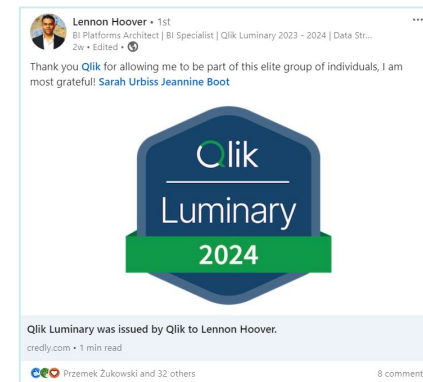 Lennon Hoover • 1st
BI Platforms Architect | BI Specialist | Qlik Luminary 2023 - 2024 | Data Str...
2w • Edited •
Thank you Qlik for allowing me to be part of this elite group of individuals, I am
most grateful! Sarah Urbiss Jeannine Boot
Qlik
Luminary
2024
Qlik Luminary was issued by Qlik to Lennon Hoover.
credly.com • 1 min read
Przemek Żukowski and 32 others
8 comment